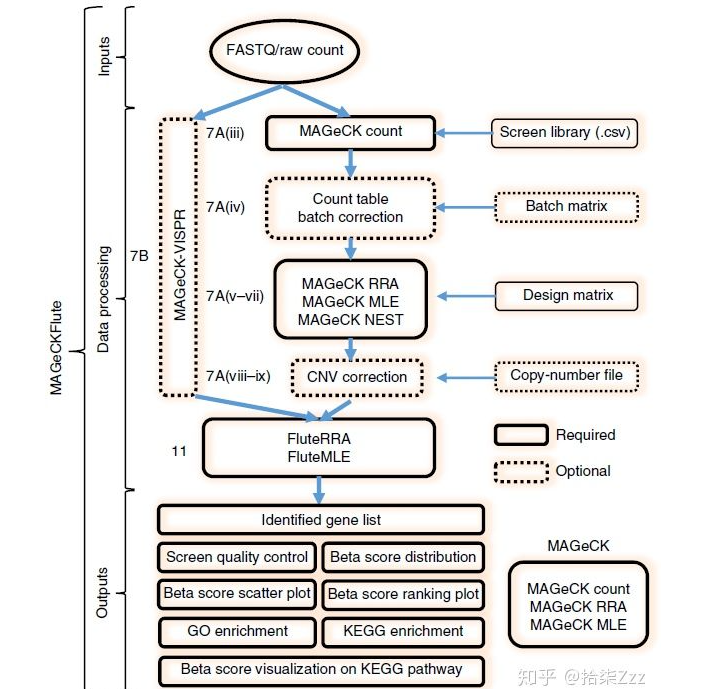 FASTQ/raw count
Inputs
7A(iii)
MAGeCK count
Screen library (.csv)
7A(iv)
Count table
batch correction
Batch matrix
7B
MAGeCK-VISPR
Data processing
MAGeCKFlute
7A(v–vii)
MAGeCK RRA
MAGeCK MLE
MAGeCK NEST
Design matrix
7A(viii–ix)
CNV correction
Copy-number file
11
FluteRRA
FluteMLE
Required
Optional
Outputs
Identified gene list
Screen quality control
Beta score distribution
Beta score scatter plot
Beta score ranking plot
GO enrichment
KEGG enrichment
Beta score visualization on KEGG pathway
MAGeCK
MAGeCK count
MAGeCK RRA
MAGeCK MLE
知乎 @拾柒Zzz